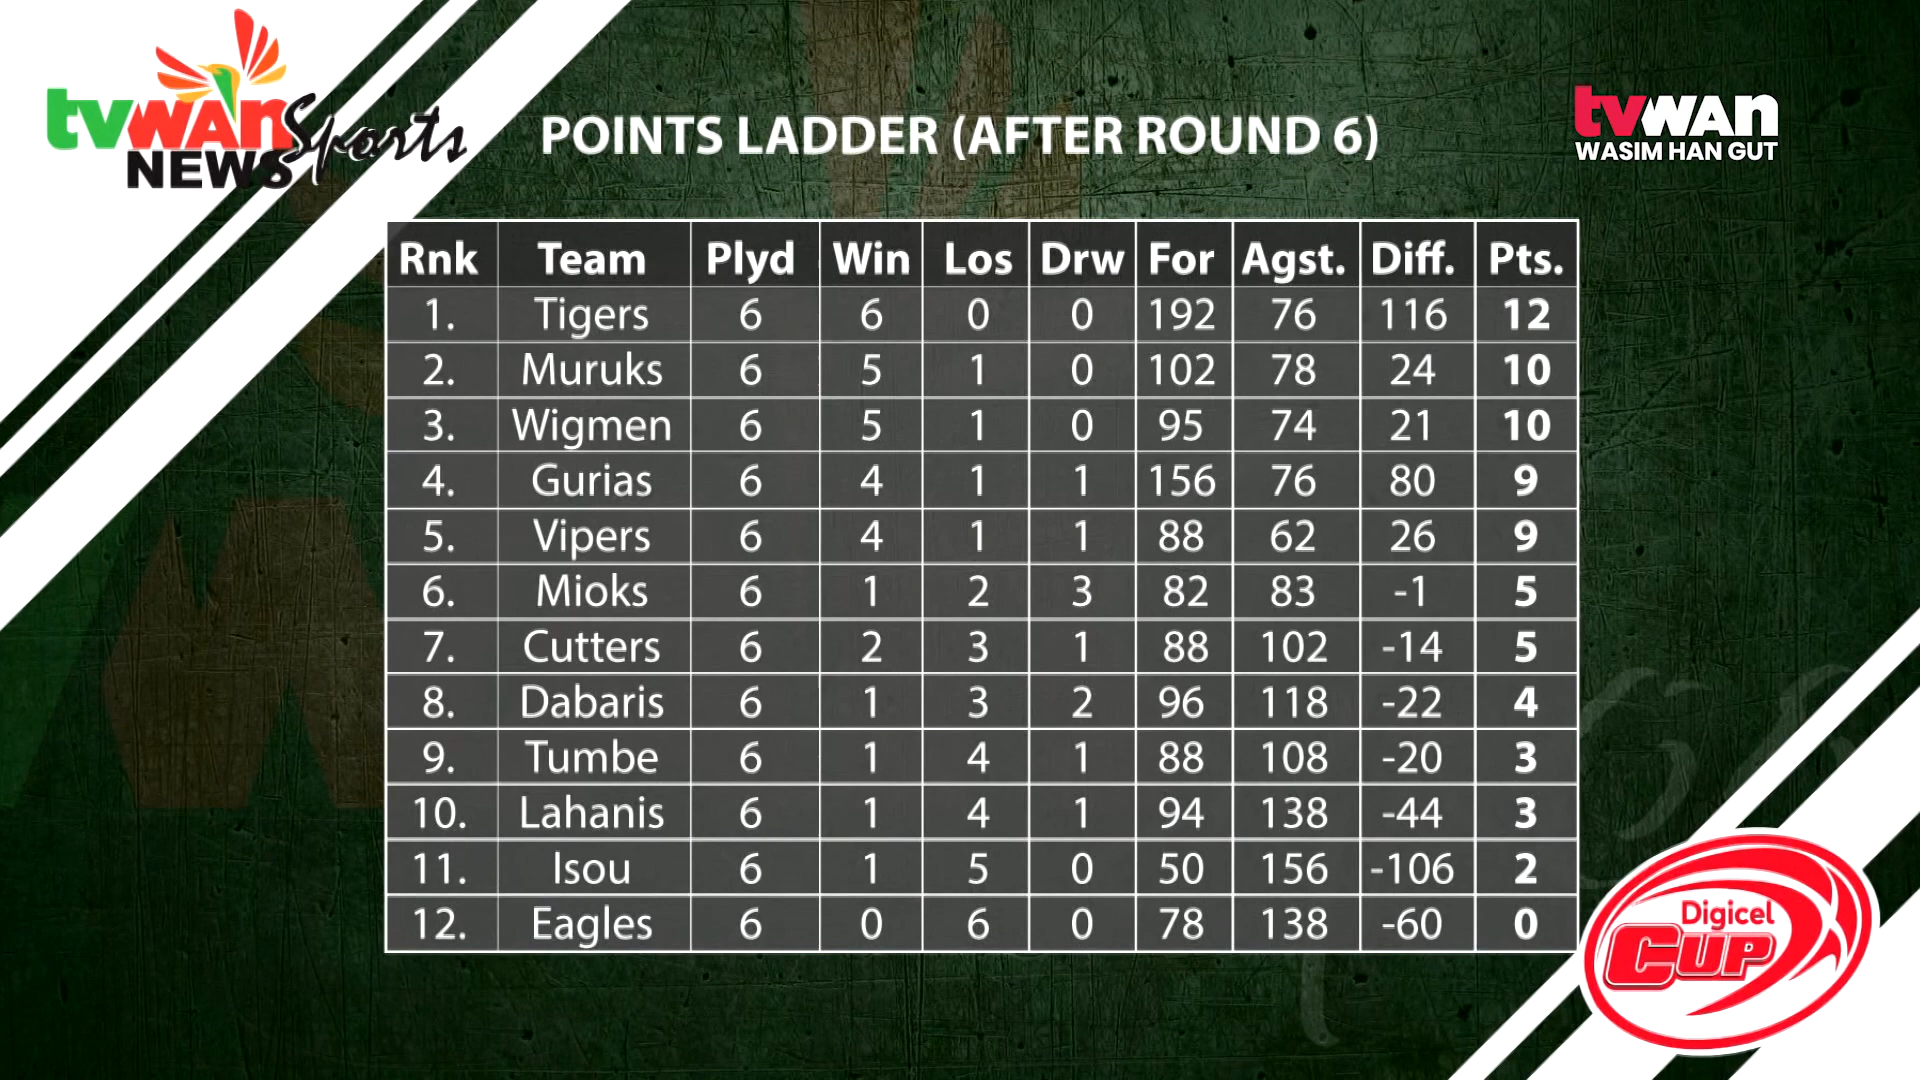 tvwan Sports
NEWS
POINTS LADDER (AFTER ROUND 6)
tvwan
WASIM HAN GUT
Rnk Team Plyd Win Los Drw For Agst. Diff. Pts.
1. Tigers 6 6 0 0 192 76 116 12
2. Muruks 6 5 1 0 102 78 24 10
3. Wigmen 6 5 1 0 95 74 21 10
4. Gurias 6 4 1 1 156 76 80 9
5. Vipers 6 4 1 1 88 62 26 9
6. Mioks 6 1 2 3 82 83 -1 5
7. Cutters 6 2 3 1 88 102 -14 5
8. Dabaris 6 1 3 2 96 118 -22 4
9. Tumbe 6 1 4 1 88 108 -20 3
10. Lahanis 6 1 4 1 94 138 -44 3
11. Isou 6 1 5 0 50 156 -106 2
12. Eagles 6 0 6 0 78 138 -60 0
Digicel
CUP